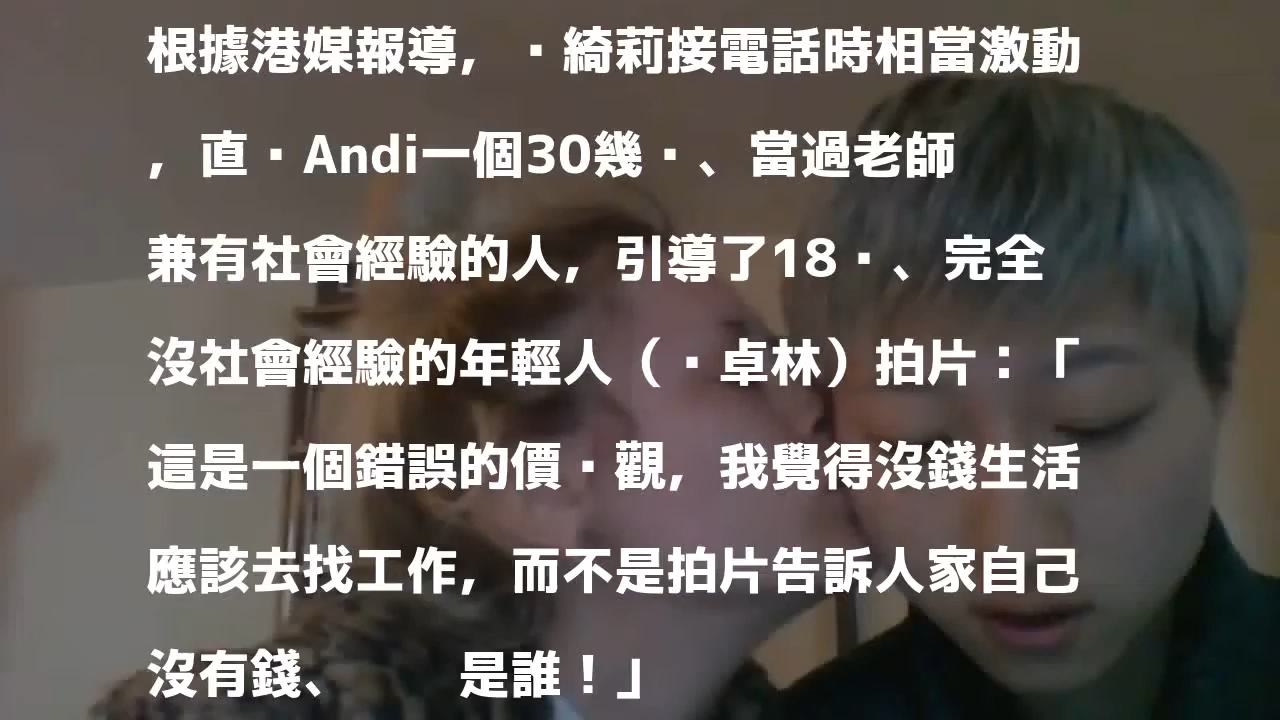 根據港媒報導，▪綺莉接電話時相當激動
，直▪Andi一個30幾▪、當過老師
兼有社會經驗的人，引導了18▪、完全
沒社會經驗的年輕人（▪卓林）拍片：「
這是一個錯誤的價▪觀，我覺得沒錢生活
應該去找工作，而不是拍片告訴人家自己
沒有錢、　　是誰！」